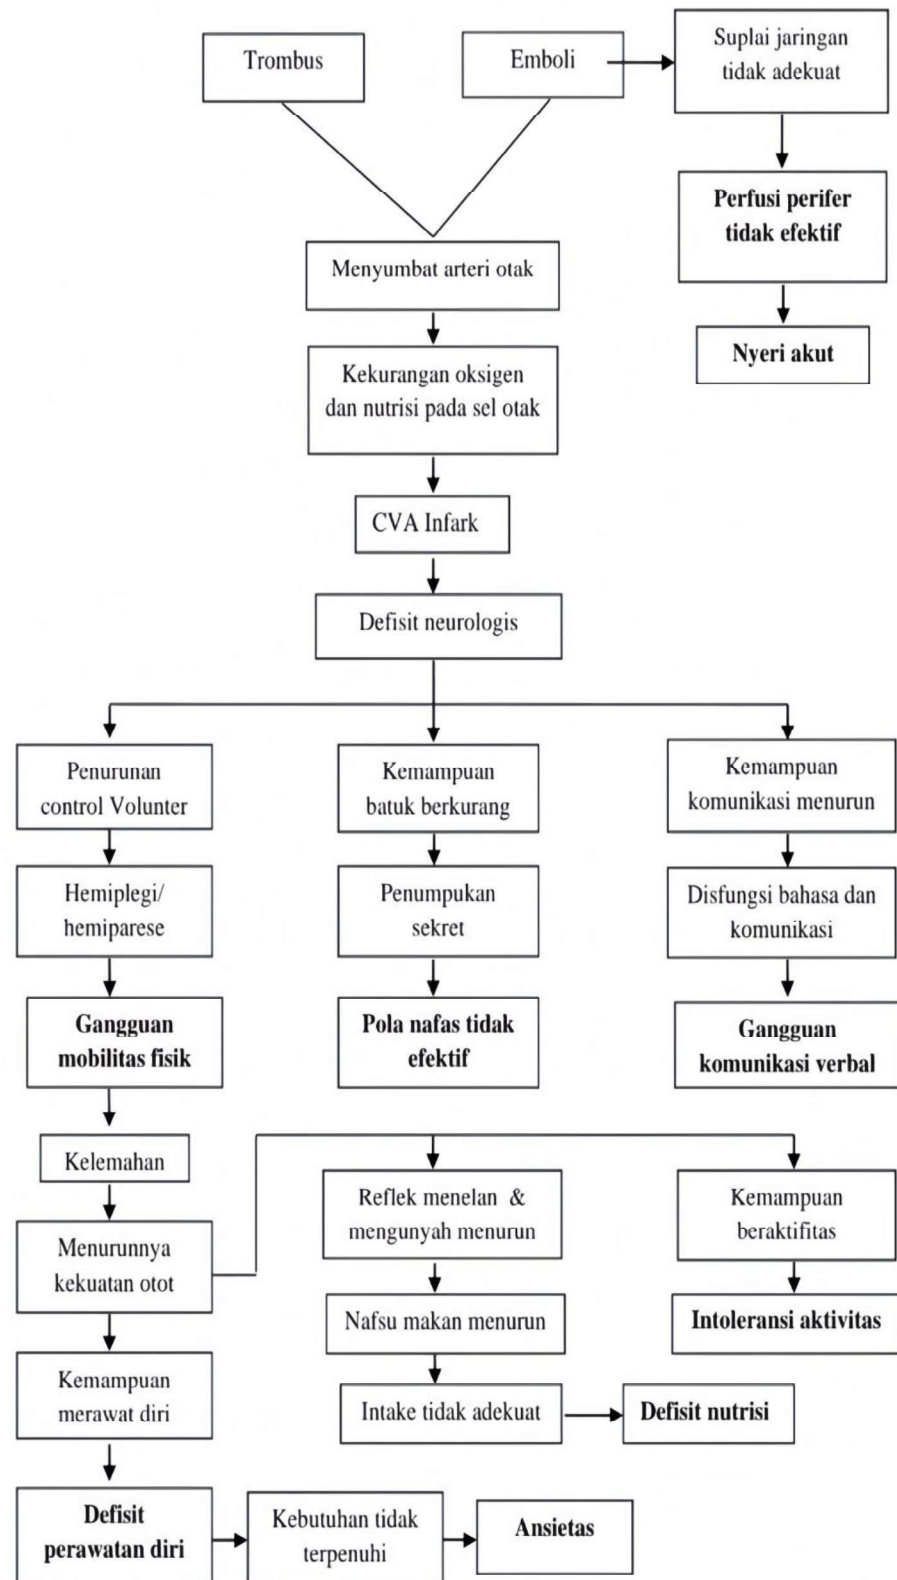 Trombus
Emboli
Suplai jaringan
tidak adekuat
Perfusi perifer
tidak efektif
Nyeri akut
Menyumbat arteri otak
Kekurangan oksigen
dan nutrisi pada sel otak
CVA Infark
Defisit neurologis
Penurunan
control Volunter
Kemampuan
batuk berkurang
Kemampuan
komunikasi menurun
Hemiplegi/
hemiparese
Penumpukan
sekret
Disfungsi bahasa dan
komunikasi
Gangguan
mobilitas fisik
Pola nafas tidak
efektif
Gangguan
komunikasi verbal
Kelemahan
Menurunnya
kekuatan otot
Reflek menelan &
mengunyah menurun
Kemampuan
beraktifitas
Nafsu makan menurun
Intoleransi aktivitas
Kemampuan
merawat diri
Intake tidak adekuat
Defisit nutrisi
Defisit
perawatan diri
Kebutuhan tidak
terpenuhi
Ansietas